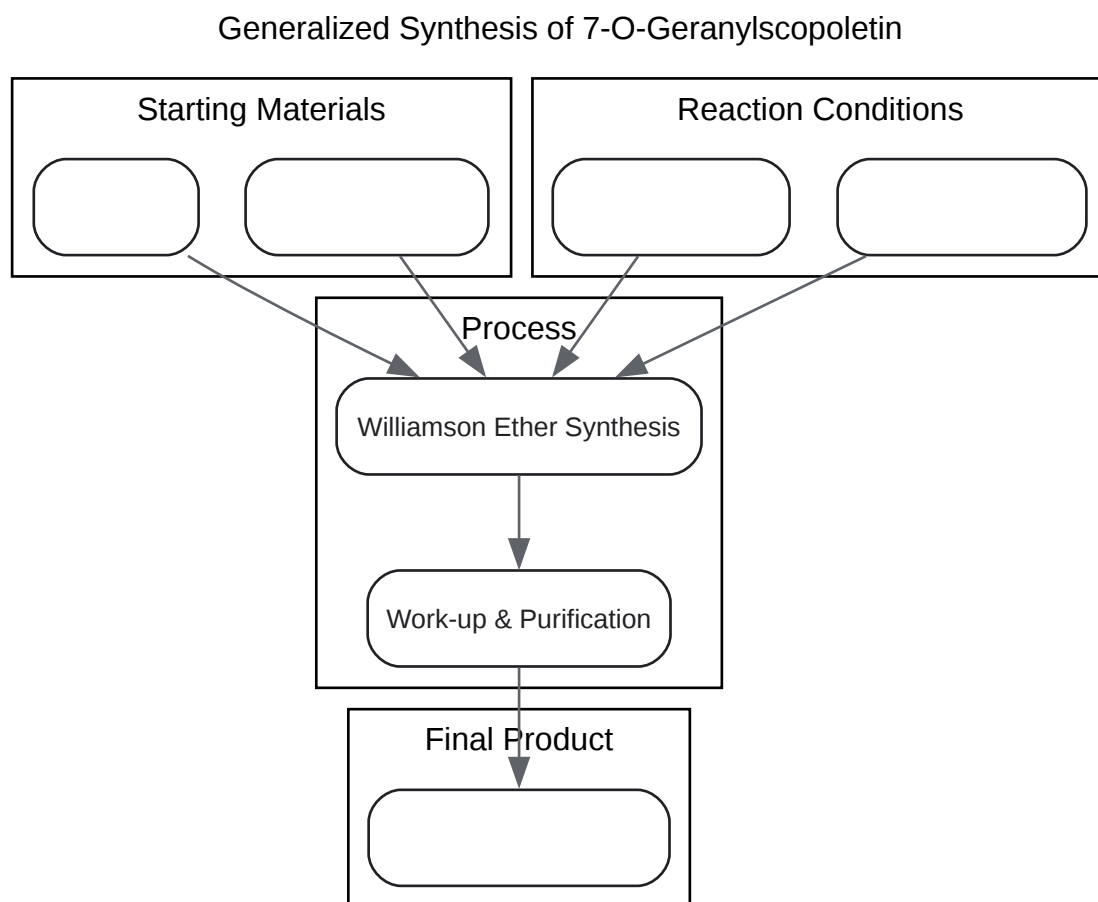 Generalized Synthesis of 7-O-Geranylscopoletin
Starting Materials
Reaction Conditions
Process
Williamson Ether Synthesis
Work-up & Purification
Final Product